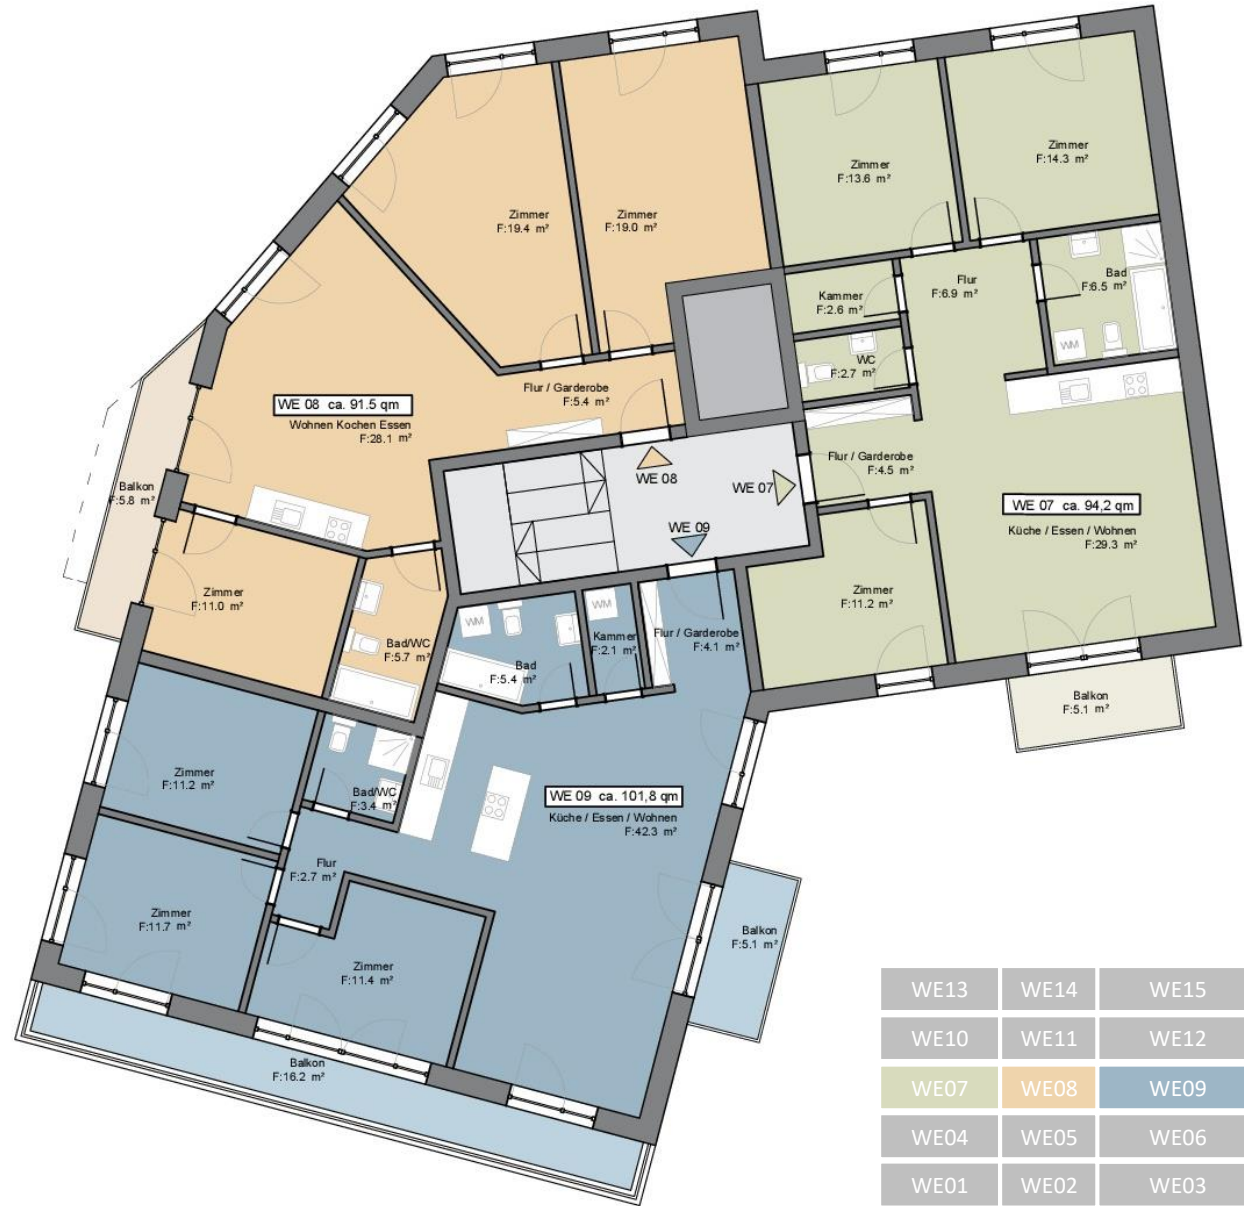 Zimmer
F:19.4 m²
Zimmer
F:19.0 m²
Zimmer
F:13.6 m²
Zimmer
F:14.3 m²
Kammer
F:2.6 m²
Flur
F:6.9 m²
Bad
F:6.5 m²
WM
WC
F:2.7 m²
Flur / Garderobe
F:5.4 m²
WE 08 ca. 91.5 qm
Wohnen Kochen Essen
F:28.1 m²
Balkon
F:5.8 m²
WE 08
WE 07
WE 09
Flur / Garderobe
F:4.5 m²
WE 07 ca. 94,2 qm
Küche / Essen / Wohnen
F:29.3 m²
Zimmer
F:11.0 m²
Bad/WC
F:5.7 m²
WM
Bad
F:5.4 m²
WM
Kammer
F:2.1 m²
Flur / Garderobe
F:4.1 m²
Zimmer
F:11.2 m²
Balkon
F:5.1 m²
Zimmer
F:11.2 m²
Bad/WC
F:3.4 m²
WE 09 ca. 101,8 qm
Küche / Essen / Wohnen
F:42.3 m²
Flur
F:2.7 m²
Zimmer
F:11.7 m²
Zimmer
F:11.4 m²
Balkon
F:5.1 m²
Balkon
F:16.2 m²
WE13 WE14 WE15
WE10 WE11 WE12
WE07 WE08 WE09
WE04 WE05 WE06
WE01 WE02 WE03